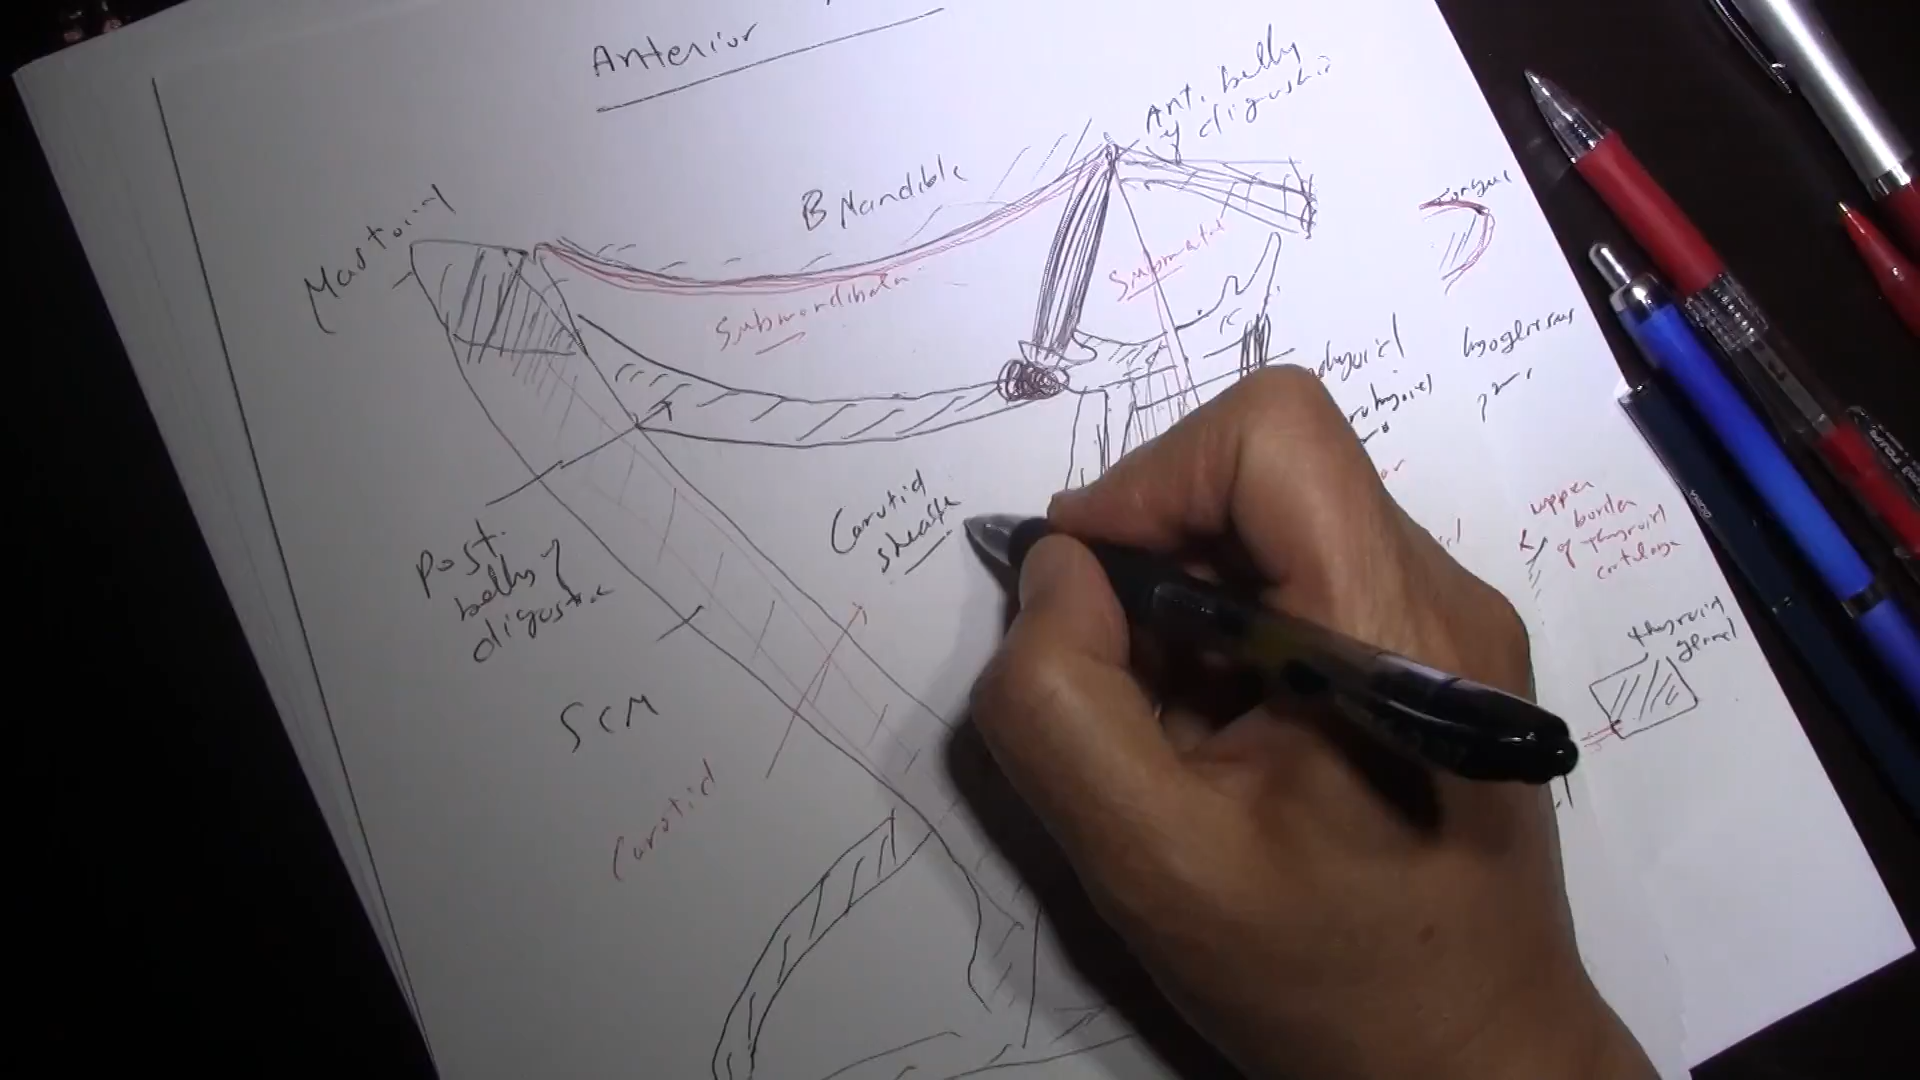 Anterior
Ant. belly
of digastric
B Mandible
Mastoid
Submandibular
Submental
Tongue
hyoglossus
Carotid
sheath
Post.
belly of
digastric
SCM
Carotid
upper
border
of thyroid
cartilage
thyroid
gland